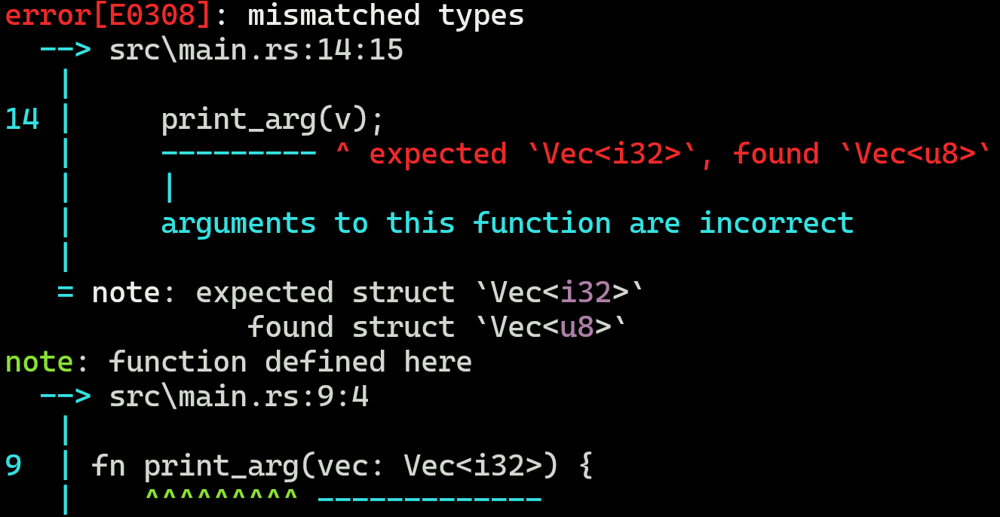 error[E0308]: mismatched types
  --> src\main.rs:14:15
   |
14 |     print_arg(v);
   |     --------- ^ expected `Vec<i32>`, found `Vec<u8>`
   |     |
   |     arguments to this function are incorrect
   |
   = note: expected struct `Vec<i32>`
              found struct `Vec<u8>`
note: function defined here
  --> src\main.rs:9:4
   |
9  | fn print_arg(vec: Vec<i32>) {
   |    ^^^^^^^^^ -------------